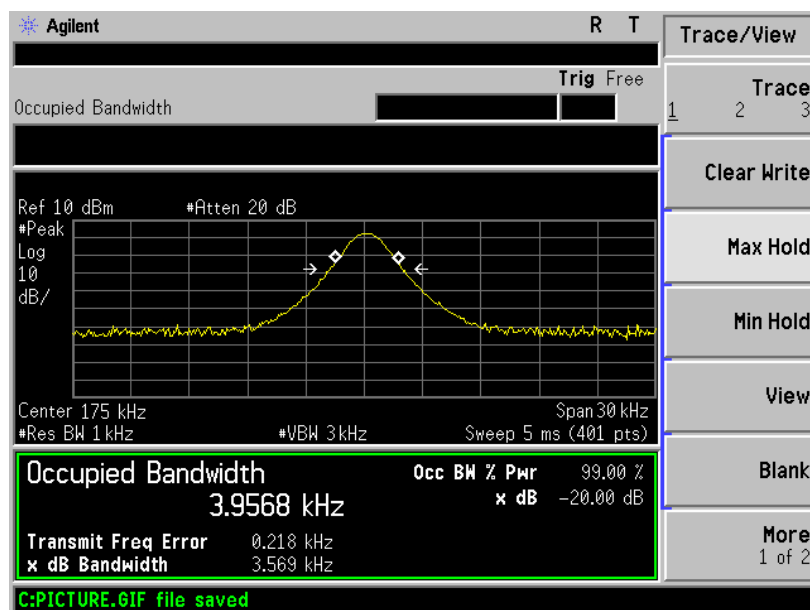 Agilent R T
Trace/View
Trig Free
Occupied Bandwidth
Trace
1 2 3
Clear Write
Ref 10 dBm #Atten 20 dB
#Peak
Log
10
dB/
Max Hold
Min Hold
View
Center 175 kHz Span 30 kHz
#Res BW 1 kHz #VBW 3 kHz Sweep 5 ms (401 pts)
Blank
Occupied Bandwidth
3.9568 kHz
Occ BW % Pwr 99.00 %
x dB -20.00 dB
Transmit Freq Error 0.218 kHz
x dB Bandwidth 3.569 kHz
More
1 of 2
C:PICTURE.GIF file saved